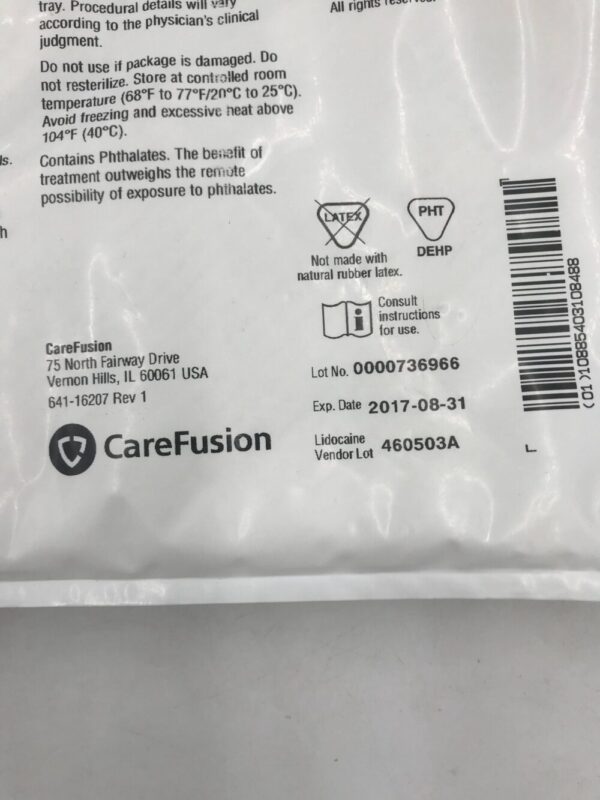 tray. Procedural details will vary
according to the physician's clinical
judgment.
All rights
Do not use if package is damaged. Do
not resterilize. Store at controlled room
temperature (68°F to 77°F/20°C to 25°C).
Avoid freezing and excessive heat above
104°F (40°C).
ls.
Contains Phthalates. The benefit of
treatment outweighs the remote
possibility of exposure to phthalates.
h
LATEX
PHT
DEHP
Not made with
natural rubber latex.
Consult
instructions
for use.
CareFusion
75 North Fairway Drive
Vernon Hills, IL 60061 USA
641-16207 Rev 1
CareFusion
Lot No. 0000736966
Exp. Date 2017-08-31
Lidocaine
Vendor Lot 460503A
(01)10885403108488